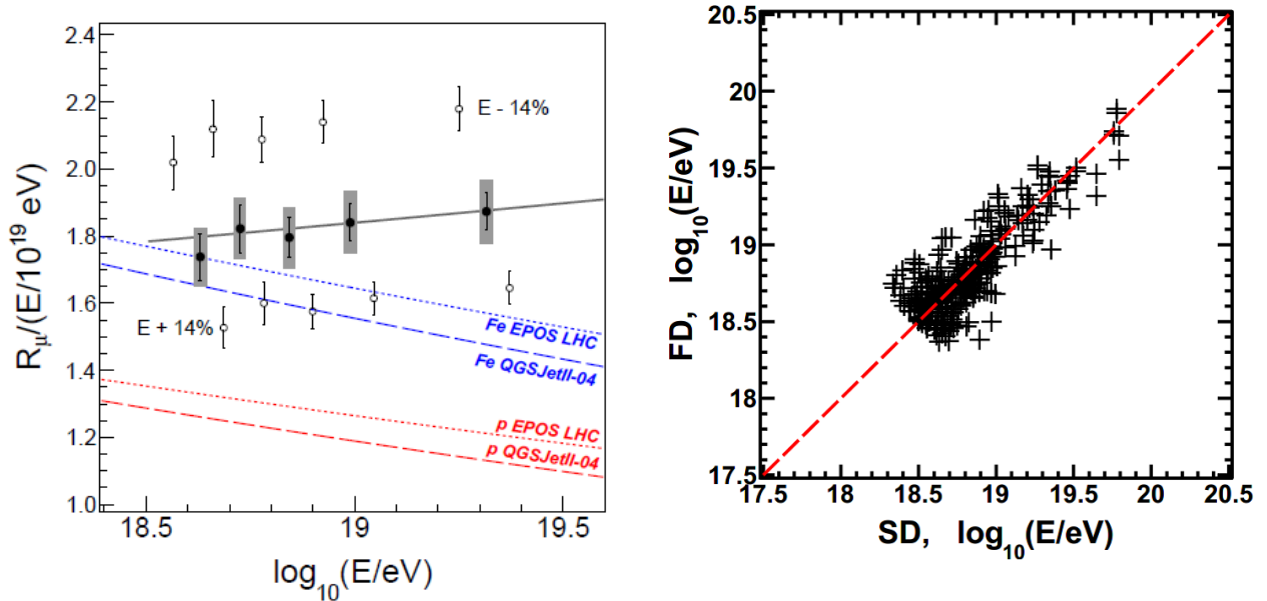 2.4
2.2
2.0
1.8
1.6
1.4
1.2
1.0
R_μ/(E/10^19 eV)
E - 14%
E + 14%
Fe EPOS LHC
Fe QGSJetII-04
p EPOS LHC
p QGSJetII-04
18.5 19 19.5
log10(E/eV)
20.5
20
19.5
19
18.5
18
17.5
FD, log10(E/eV)
17.5 18 18.5 19 19.5 20 20.5
SD, log10(E/eV)